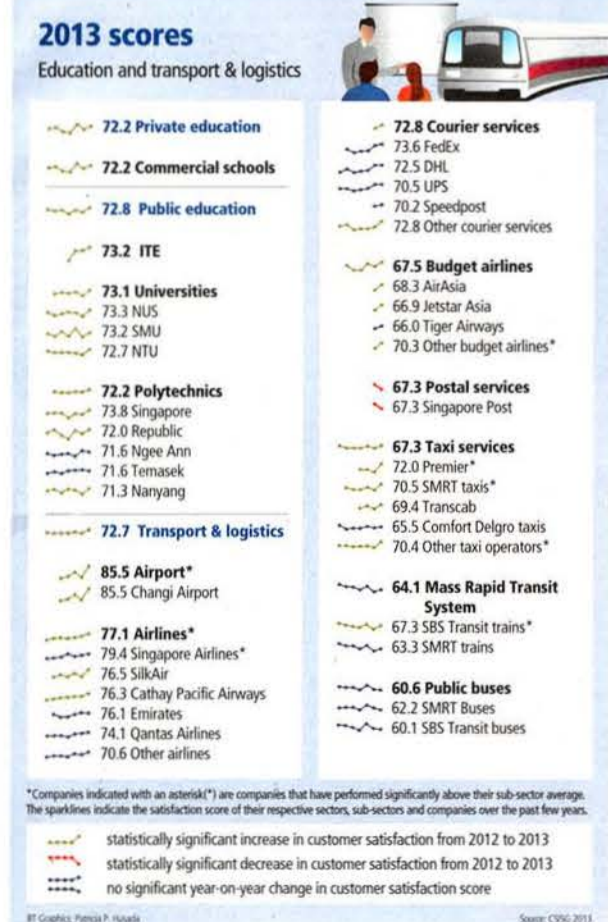 2013 scores
Education and transport & logistics
72.2 Private education
72.2 Commercial schools
72.8 Public education
73.2 ITE
73.1 Universities
73.3 NUS
73.2 SMU
72.7 NTU
72.2 Polytechnics
73.8 Singapore
72.0 Republic
71.6 Ngee Ann
71.6 Temasek
71.3 Nanyang
72.7 Transport & logistics
85.5 Airport*
85.5 Changi Airport
77.1 Airlines*
79.4 Singapore Airlines*
76.5 SilkAir
76.3 Cathay Pacific Airways
76.1 Emirates
74.1 Qantas Airlines
70.6 Other airlines
72.8 Courier services
73.6 FedEx
72.5 DHL
70.5 UPS
70.2 Speedpost
72.8 Other courier services
67.5 Budget airlines
68.3 AirAsia
66.9 Jetstar Asia
66.0 Tiger Airways
70.3 Other budget airlines*
67.3 Postal services
67.3 Singapore Post
67.3 Taxi services
72.0 Premier*
70.5 SMRT taxis*
69.4 Transcab
65.5 Comfort Delgro taxis
70.4 Other taxi operators*
64.1 Mass Rapid Transit
System
67.3 SBS Transit trains*
63.3 SMRT trains
60.6 Public buses
62.2 SMRT Buses
60.1 SBS Transit buses
*Companies indicated with an asterisk(*) are companies that have performed significantly above their sub-sector average.
The sparklines indicate the satisfaction score of their respective sectors, sub-sectors and companies over the past few years.
statistically significant increase in customer satisfaction from 2012 to 2013
statistically significant decrease in customer satisfaction from 2012 to 2013
no significant year-on-year change in customer satisfaction score
BT Graphics: Patricia P. Husada
Source: CSISG 2013